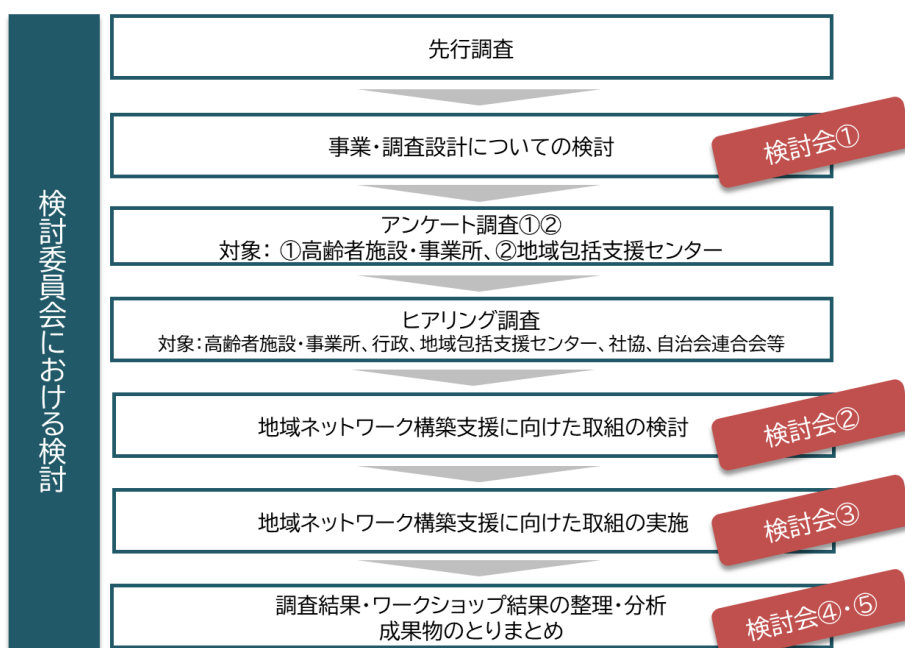 検討委員会における検討
先行調査
事業・調査設計についての検討
検討会①
アンケート調査①②
対象： ①高齢者施設・事業所、②地域包括支援センター
ヒアリング調査
対象：高齢者施設・事業所、行政、地域包括支援センター、社協、自治会連合会等
地域ネットワーク構築支援に向けた取組の検討
検討会②
地域ネットワーク構築支援に向けた取組の実施
検討会③
調査結果・ワークショップ結果の整理・分析
成果物のとりまとめ
検討会④・⑤